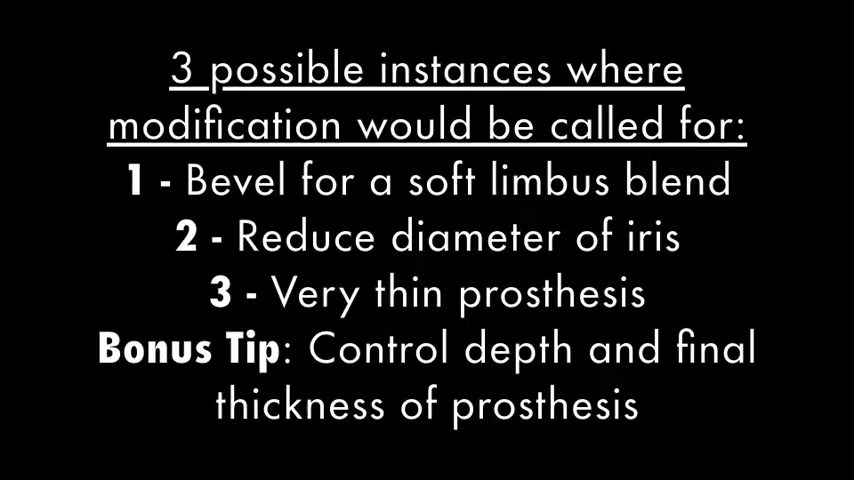 3 possible instances where
modification would be called for:
1 - Bevel for a soft limbus blend
2 - Reduce diameter of iris
3 - Very thin prosthesis
Bonus Tip: Control depth and final
thickness of prosthesis